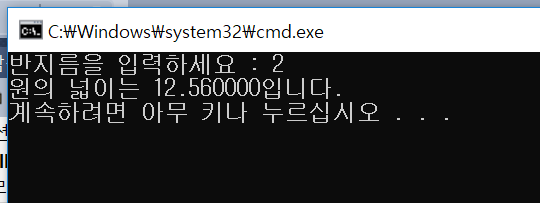 C:₩Windows₩system32₩cmd.exe
반지름을 입력하세요 : 2
원의 넓이는 12.560000입니다.
계속하려면 아무 키나 누르십시오 . . .